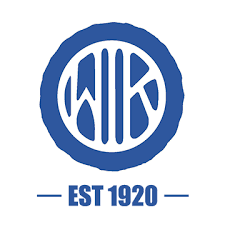 WIK
— EST 1920 —